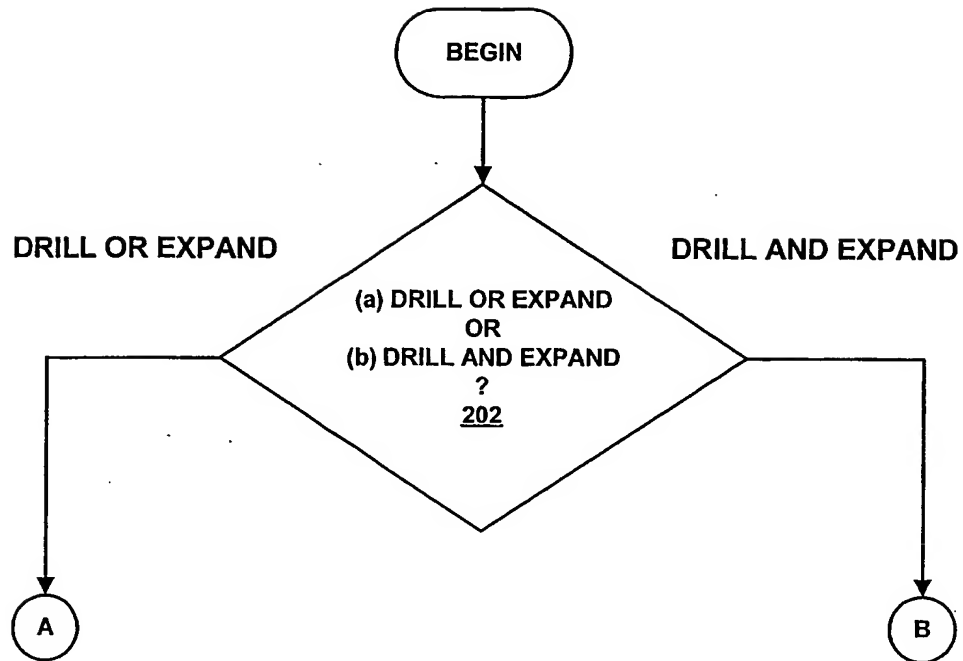 BEGIN
DRILL OR EXPAND
DRILL AND EXPAND
(a) DRILL OR EXPAND
OR
(b) DRILL AND EXPAND
?
202
A
B